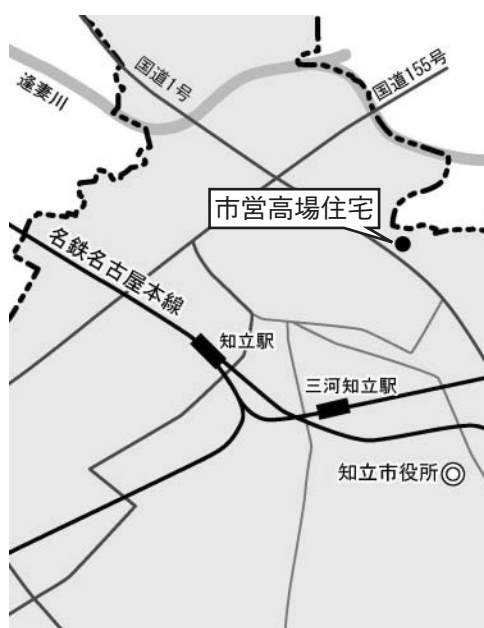 国道1号
国道155号
逢妻川
市営高場住宅
名鉄名古屋本線
知立駅
三河知立駅
知立市役所